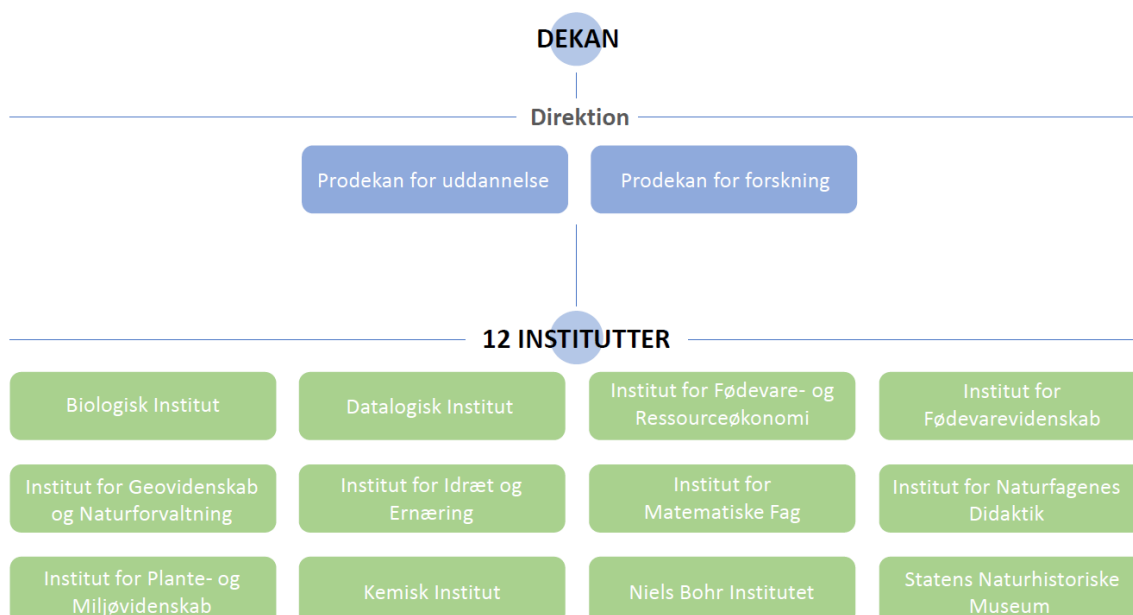 DEKAN
Direktion
Prodekan for uddannelse
Prodekan for forskning
12 INSTITUTTER
Biologisk Institut
Datalogisk Institut
Institut for Fødevare- og
Ressourceøkonomi
Institut for
Fødevarevidenskab
Institut for Geovidenskab
og Naturforvaltning
Institut for Idræt og
Ernæring
Institut for
Matematiske Fag
Institut for Naturfagenes
Didaktik
Institut for Plante- og
Miljøvidenskab
Kemisk Institut
Niels Bohr Institutet
Statens Naturhistoriske
Museum